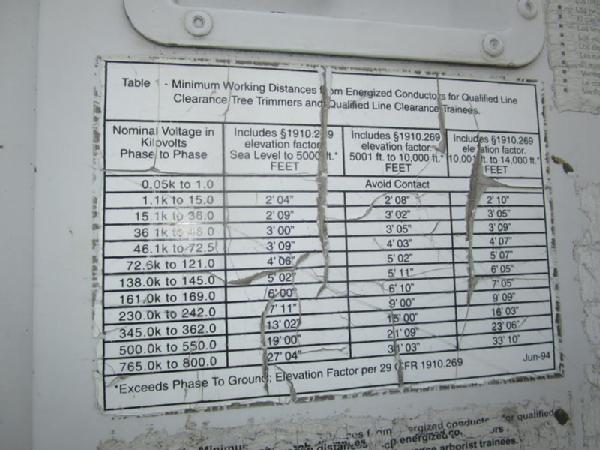 Table 1 - Minimum Working Distances from Energized Conductors for Qualified Line
Clearance Tree Trimmers and Qualified Line Clearance Trainees.
Nominal Voltage in
Kilovolts
Phase to Phase
Includes §1910.269
elevation factor
Sea Level to 5000 ft.*
FEET
Includes §1910.269
elevation factor
5001 ft. to 10,000 ft.*
FEET
Includes §1910.269
elevation factor
10,001 ft. to 14,000 ft.*
FEET
0.05k to 1.0 Avoid Contact
1.1k to 15.0 2' 04" 2' 08" 2' 10"
15.1k to 36.0 2' 09" 3' 02" 3' 05"
36.1k to 46.0 3' 00" 3' 05" 3' 09"
46.1k to 72.5 3' 09" 4' 03" 4' 07"
72.6k to 121.0 4' 06" 5' 02" 5' 07"
138.0k to 145.0 5' 02" 5' 11" 6' 05"
161.0k to 169.0 6' 00" 6' 10" 7' 05"
230.0k to 242.0 7' 11" 9' 00" 9' 09"
345.0k to 362.0 13' 02" 15' 00" 16' 03"
500.0k to 550.0 19' 00" 21' 09" 23' 06"
765.0k to 800.0 27' 04" 31' 03" 33' 10"
*Exceeds Phase To Ground; Elevation Factor per 29 CFR 1910.269 Jun-94
Minimum distances from energized conductors for qualified
arborist trainees.